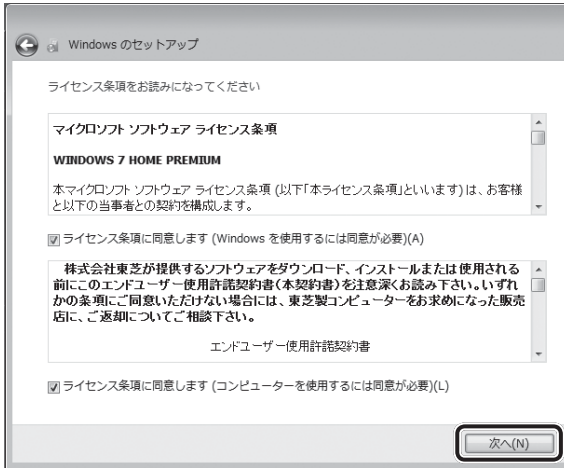 Windows のセットアップ
ライセンス条項をお読みになってください
マイクロソフト ソフトウェア ライセンス条項
WINDOWS 7 HOME PREMIUM
本マイクロソフト ソフトウェア ライセンス条項 (以下「本ライセンス条項」といいます) は、お客様
と以下の当事者との契約を構成します。
ライセンス条項に同意します (Windows を使用するには同意が必要)(A)
株式会社東芝が提供するソフトウェアをダウンロード、インストールまたは使用される
前にこのエンドユーザー使用許諾契約書(本契約書)を注意深くお読み下さい。いずれ
かの条項にご同意いただけない場合には、東芝製コンピューターをお求めになった販売
店に、ご返却についてご相談下さい。
エンドユーザー使用許諾契約書
ライセンス条項に同意します (コンピューターを使用するには同意が必要)(L)
次へ(N)